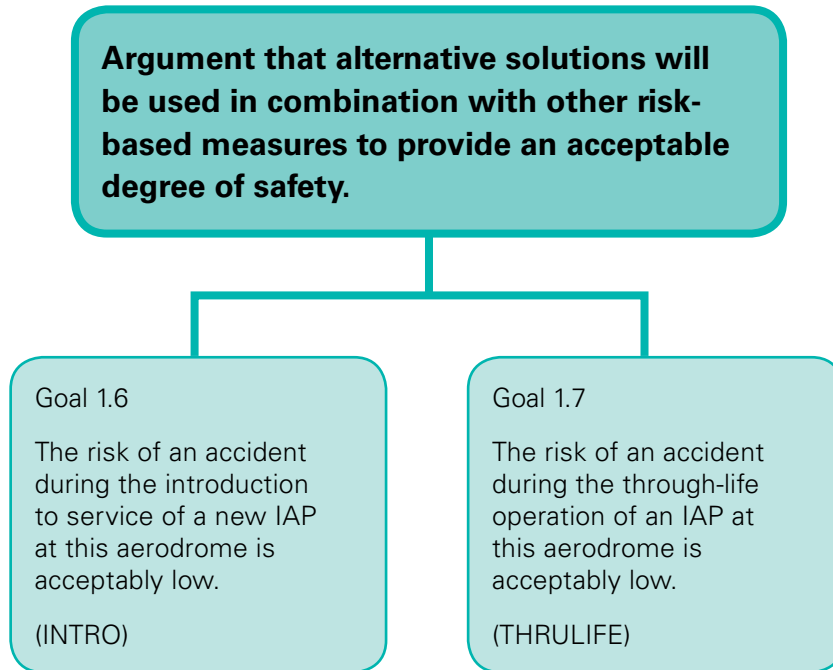 Argument that alternative solutions will
be used in combination with other risk-
based measures to provide an acceptable
degree of safety.
Goal 1.6
The risk of an accident
during the introduction
to service of a new IAP
at this aerodrome is
acceptably low.
(INTRO)
Goal 1.7
The risk of an accident
during the through-life
operation of an IAP at
this aerodrome is
acceptably low.
(THRULIFE)